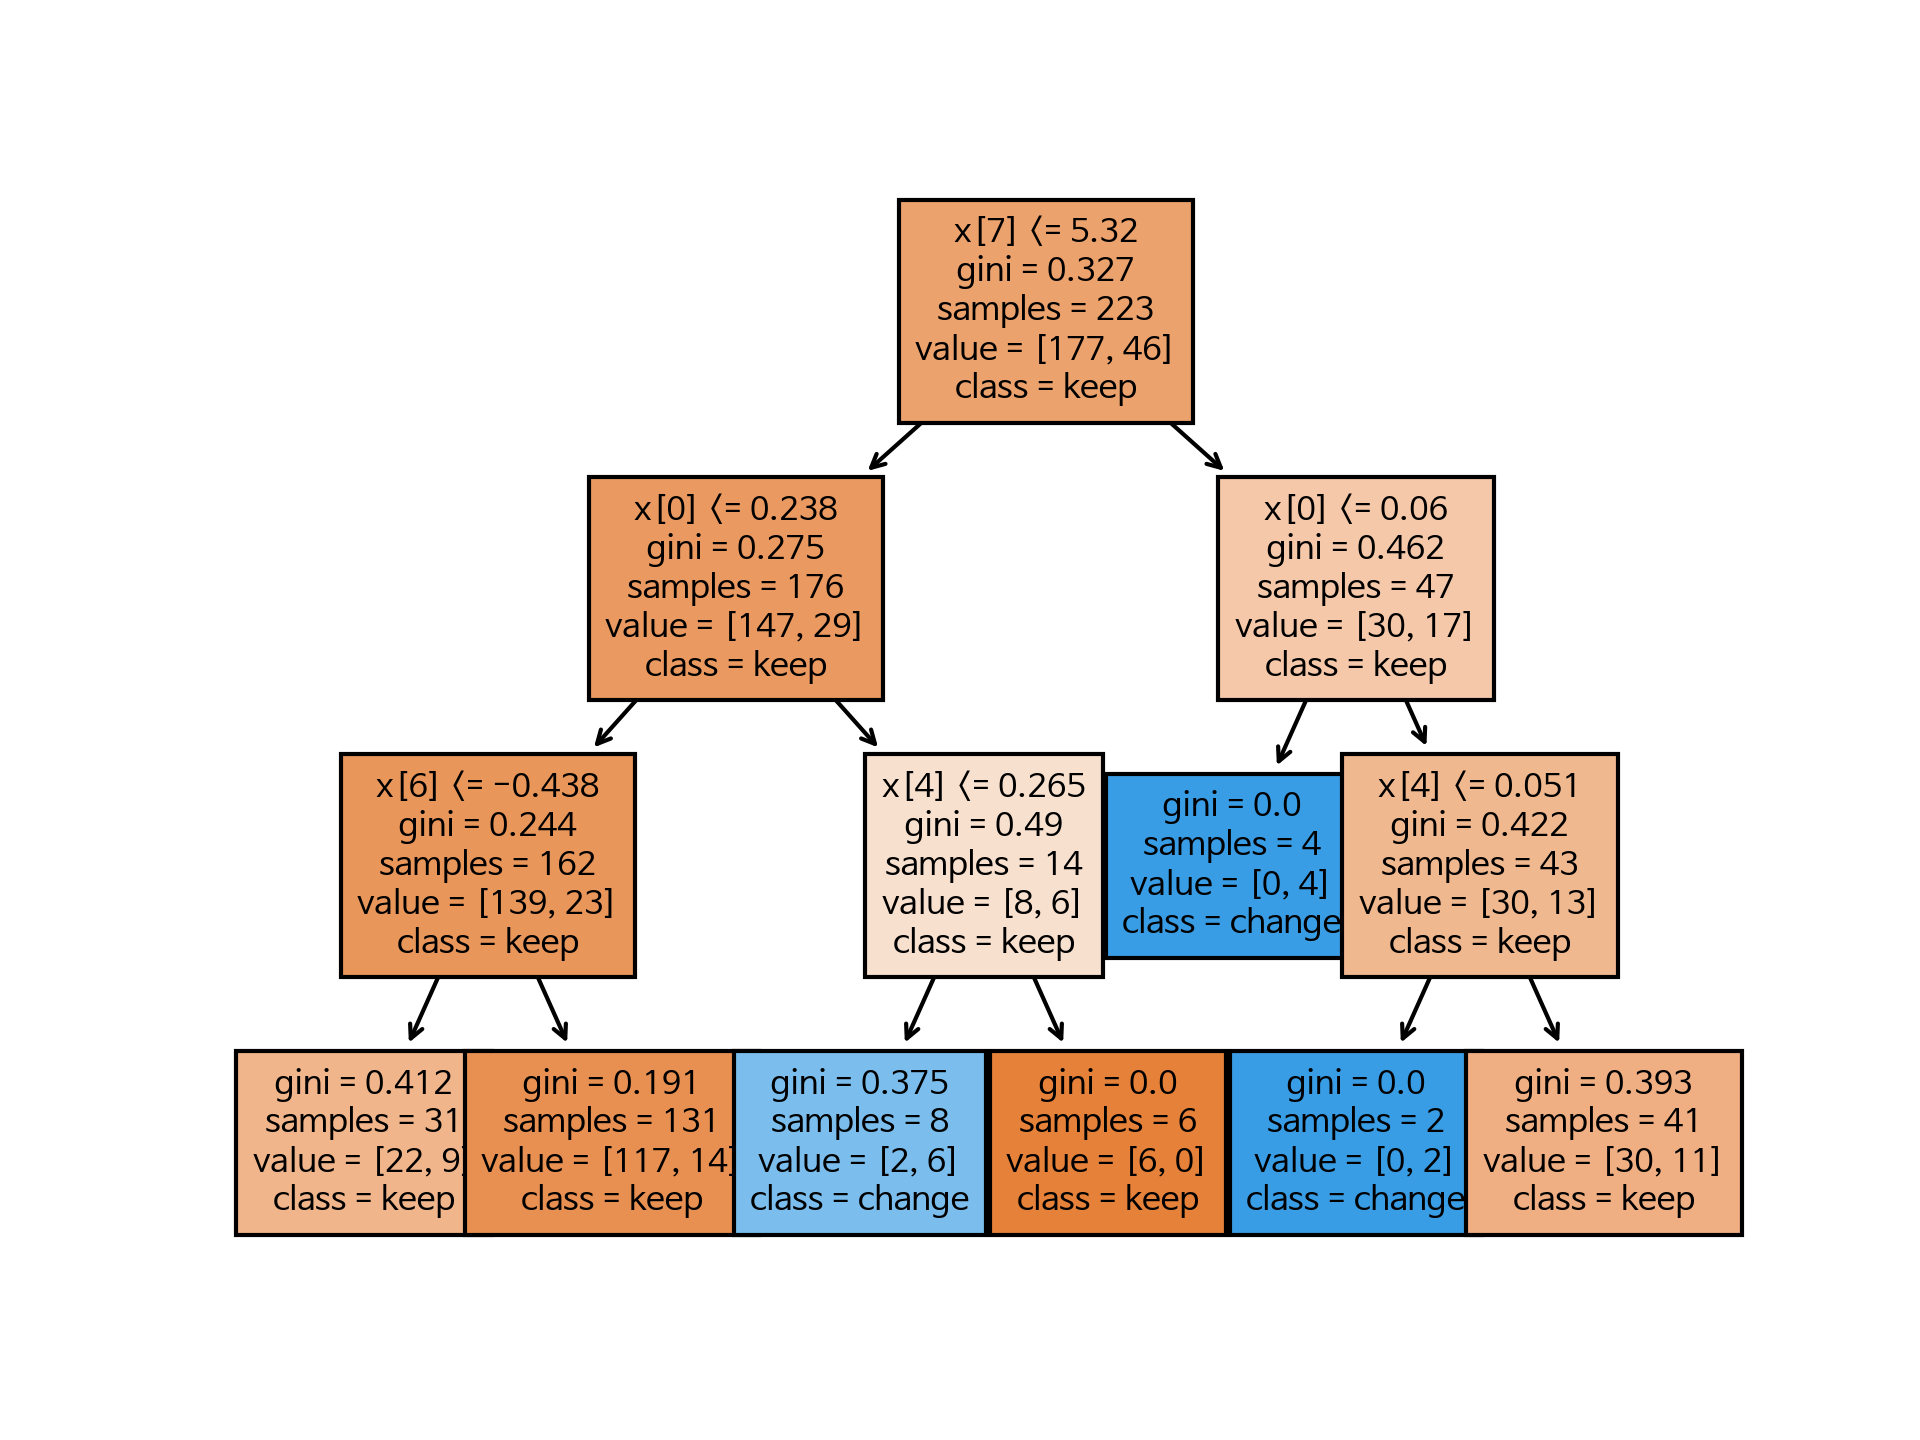 x[7] <= 5.32
gini = 0.327
samples = 223
value = [177, 46]
class = keep
x[0] <= 0.238
gini = 0.275
samples = 176
value = [147, 29]
class = keep
x[0] <= 0.06
gini = 0.462
samples = 47
value = [30, 17]
class = keep
x[6] <= -0.438
gini = 0.244
samples = 162
value = [139, 23]
class = keep
x[4] <= 0.265
gini = 0.49
samples = 14
value = [8, 6]
class = keep
gini = 0.0
samples = 4
value = [0, 4]
class = change
x[4] <= 0.051
gini = 0.422
samples = 43
value = [30, 13]
class = keep
gini = 0.412
samples = 31
value = [22, 9]
class = keep
gini = 0.191
samples = 131
value = [117, 14]
class = keep
gini = 0.375
samples = 8
value = [2, 6]
class = change
gini = 0.0
samples = 6
value = [6, 0]
class = keep
gini = 0.0
samples = 2
value = [0, 2]
class = change
gini = 0.393
samples = 41
value = [30, 11]
class = keep